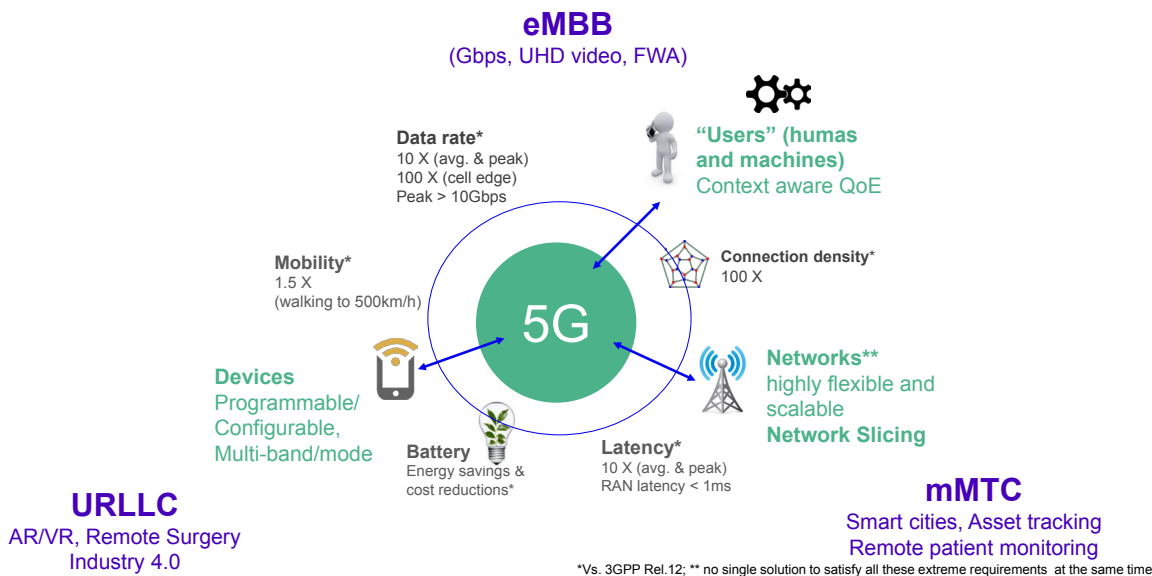 eMBB
(Gbps, UHD video, FWA)
Data rate*
10 X (avg. & peak)
100 X (cell edge)
Peak > 10Gbps
“Users” (humas
and machines)
Context aware QoE
Mobility*
1.5 X
(walking to 500km/h)
Connection density*
100 X
5G
Devices
Programmable/
Configurable,
Multi-band/mode
Networks**
highly flexible and
scalable
Network Slicing
Battery
Energy savings &
cost reductions*
Latency*
10 X (avg. & peak)
RAN latency < 1ms
URLLC
AR/VR, Remote Surgery
Industry 4.0
mMTC
Smart cities, Asset tracking
Remote patient monitoring
*Vs. 3GPP Rel.12; ** no single solution to satisfy all these extreme requirements at the same time